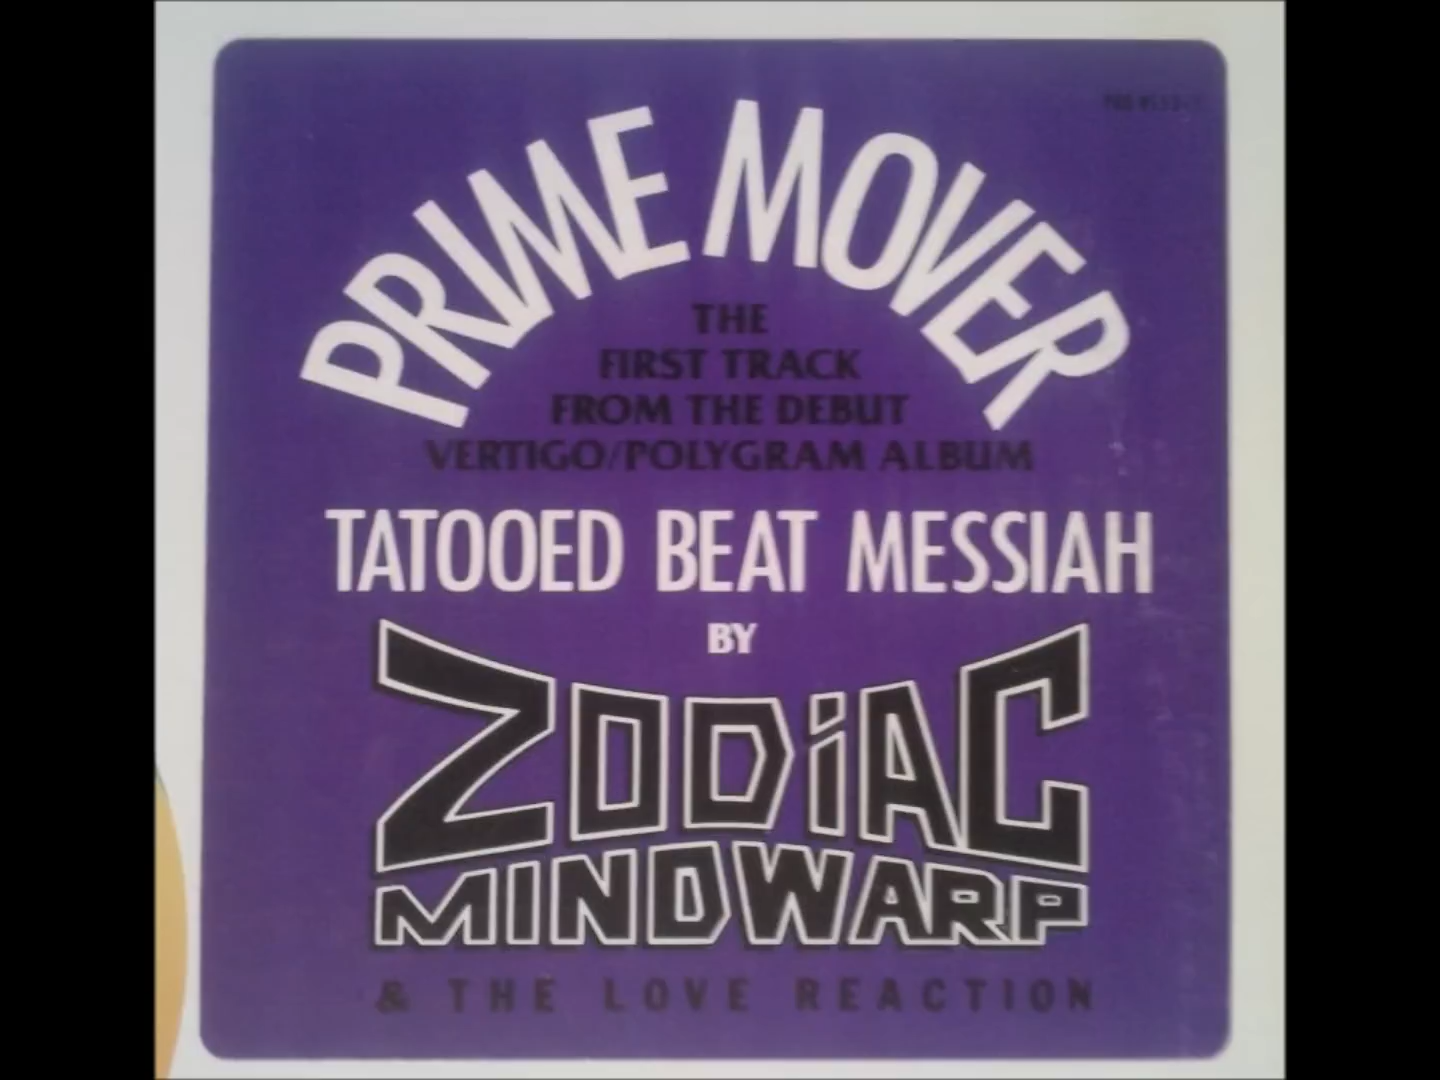 PRIME MOVER
THE
FIRST TRACK
FROM THE DEBUT
VERTIGO/POLYGRAM ALBUM
TATOOED BEAT MESSIAH
BY
ZODiAC
MINDWARP
& THE LOVE REACTION